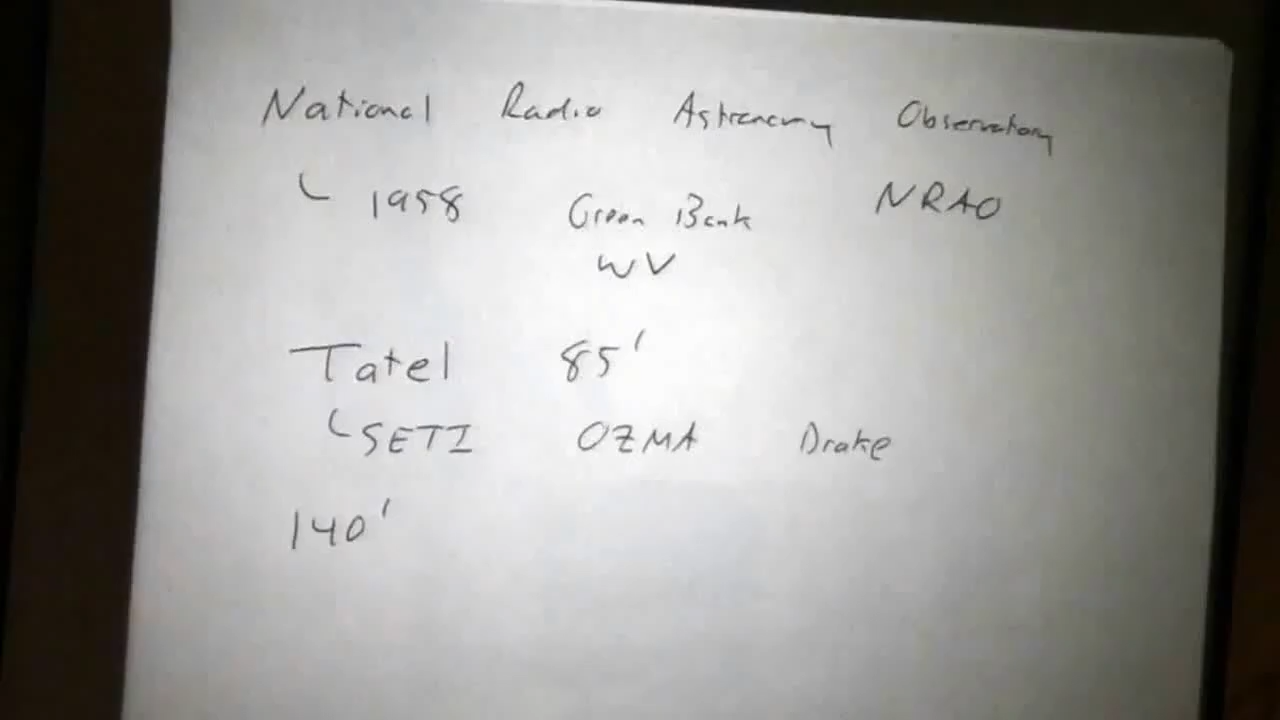 National Radio Astronomy Observatory
1958 Green Bank NRAO
WV
Tatel 85'
SETI OZMA Drake
140'